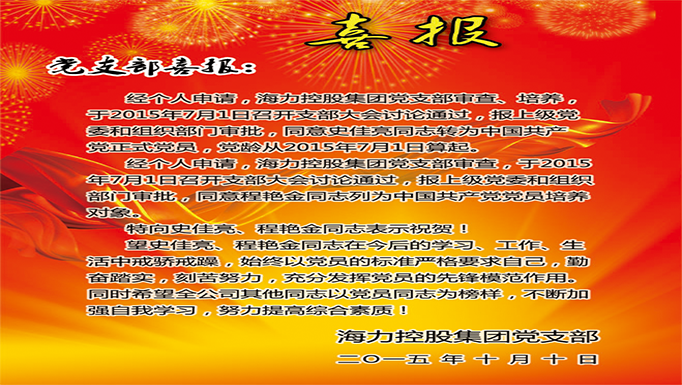 喜报
党支部喜报：
经个人申请，海力控股集团党支部审查、培养，
于2015年7月1日召开支部大会讨论通过，报上级党
委和组织部门审批，同意史佳亮同志转为中国共产
党正式党员，党龄从2015年7月1日算起。
经个人申请，海力控股集团党支部审查，于2015
年7月1日召开支部大会讨论通过，报上级党委和组织
部门审批，同意程艳金同志列为中国共产党党员培养
对象。
特向史佳亮、程艳金同志表示祝贺！
望史佳亮、程艳金同志在今后的学习、工作、生
活中戒骄戒躁，始终以党员的标准严格要求自己，勤
奋踏实，刻苦努力，充分发挥党员的先锋模范作用。
同时希望全公司其他同志以党员同志为榜样，不断加
强自我学习，努力提高综合素质！
海力控股集团党支部
二〇一五年十月十日